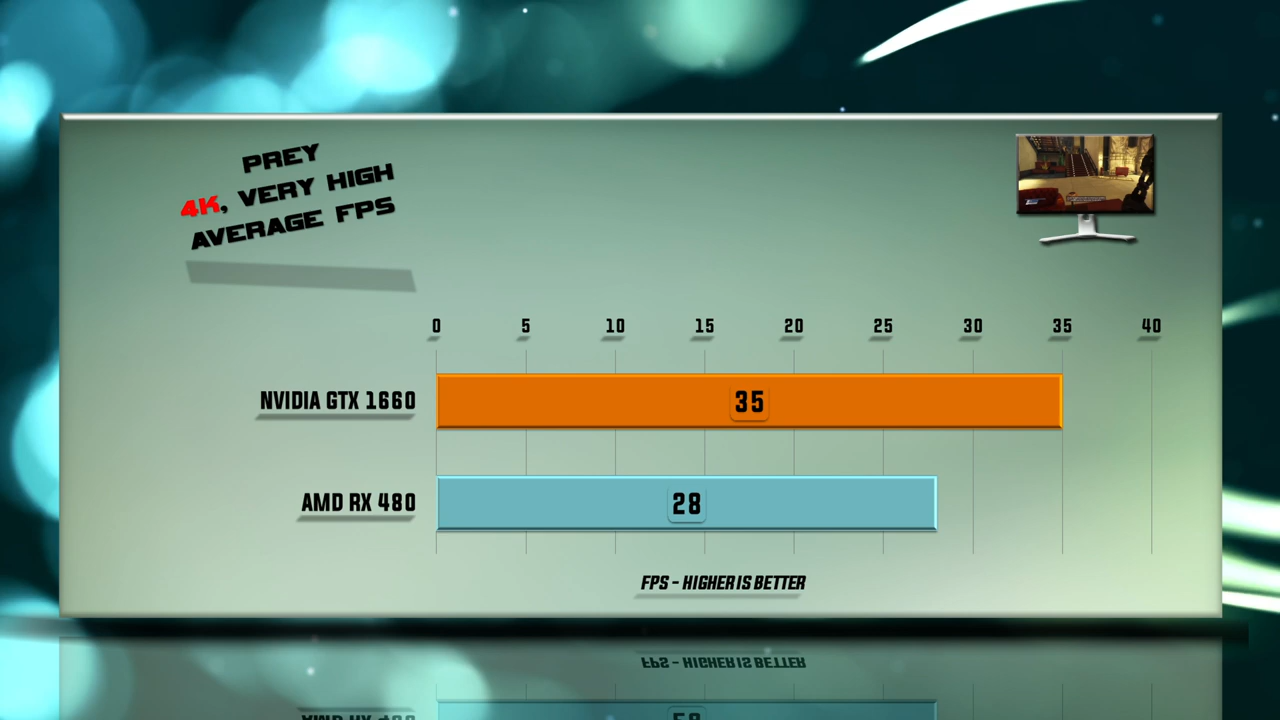 PREY
4K, VERY HIGH
AVERAGE FPS
0 5 10 15 20 25 30 35 40
NVIDIA GTX 1660 35
AMD RX 480 28
FPS - HIGHER IS BETTER